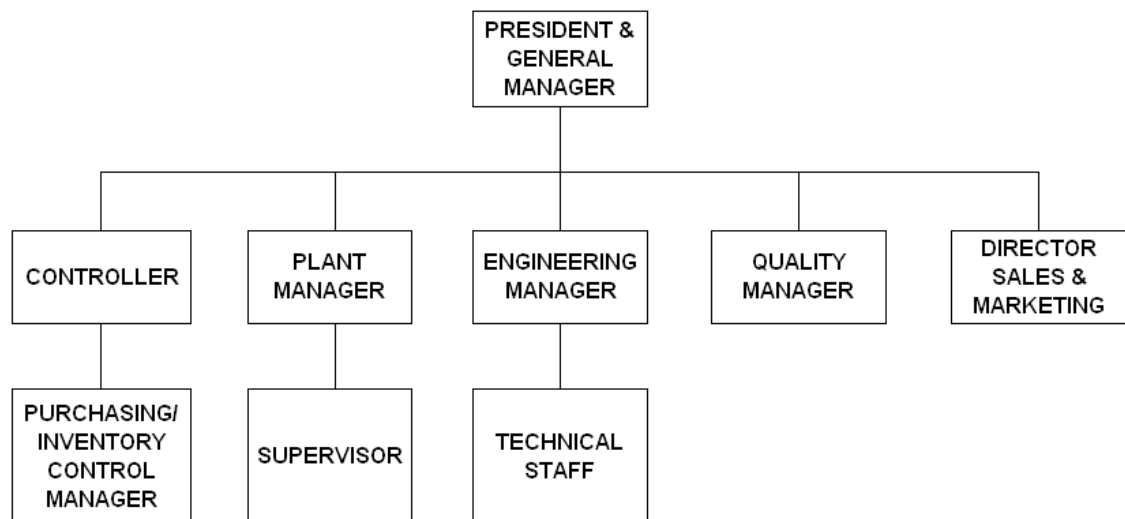 PRESIDENT &
GENERAL
MANAGER
CONTROLLER
PLANT
MANAGER
ENGINEERING
MANAGER
QUALITY
MANAGER
DIRECTOR
SALES &
MARKETING
PURCHASING/
INVENTORY
CONTROL
MANAGER
SUPERVISOR
TECHNICAL
STAFF